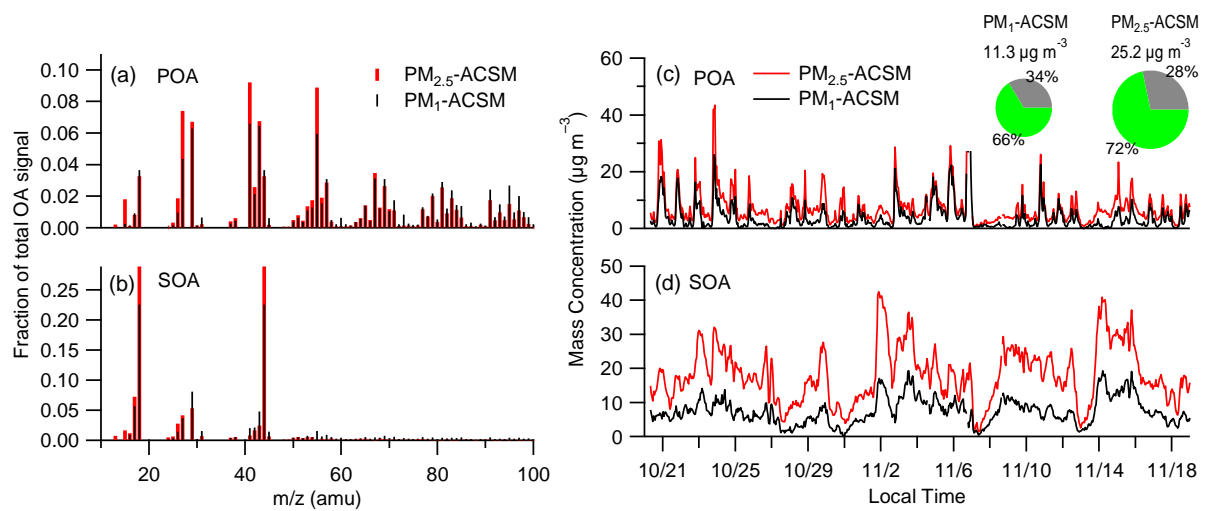 (a) POA
PM2.5-ACSM
PM1-ACSM
0.10
0.08
0.06
0.04
0.02
0.00
(b) SOA
0.25
0.20
0.15
0.10
0.05
0.00
Fraction of total OA signal
20 40 60 80 100
m/z (amu)
PM1-ACSM
11.3 µg m−3
34%
66%
PM2.5-ACSM
25.2 µg m−3
28%
72%
(c) POA
PM2.5-ACSM
PM1-ACSM
60
40
20
0
(d) SOA
50
40
30
20
10
0
Mass Concentration (µg m−3)
10/21 10/25 10/29 11/2 11/6 11/10 11/14 11/18
Local Time